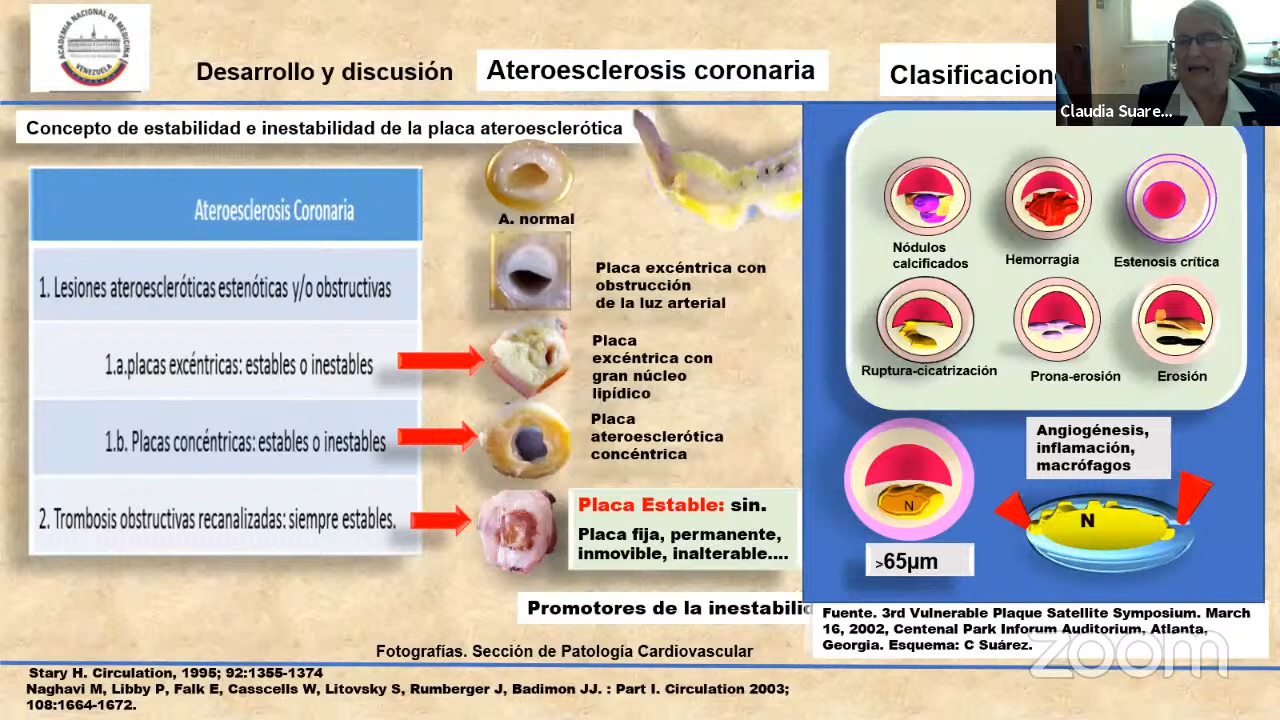 ACADEMIA NACIONAL DE MEDICINA
VENEZUELA
Desarrollo y discusión
Ateroesclerosis coronaria
Clasificacion
Claudia Suare...
Concepto de estabilidad e inestabilidad de la placa ateroesclerótica
Ateroesclerosis Coronaria
1. Lesiones ateroescleróticas estenóticas y/o obstructivas
1.a.placas excéntricas: estables o inestables
1.b. Placas concéntricas: estables o inestables
2. Trombosis obstructivas recanalizadas: siempre estables.
A. normal
Placa excéntrica con
obstrucción
de la luz arterial
Placa
excéntrica con
gran núcleo
lipídico
Placa
ateroesclerótica
concéntrica
Placa Estable: sin.
Placa fija, permanente,
inmovible, inalterable....
Promotores de la inestabili
Fotografías. Sección de Patología Cardiovascular
Nódulos
calcificados
Hemorragia
Estenosis crítica
Ruptura-cicatrización
Prona-erosión
Erosión
N
>65µm
Angiogénesis,
inflamación,
macrófagos
N
Fuente. 3rd Vulnerable Plaque Satellite Symposium. March
16, 2002, Centenal Park Inforum Auditorium, Atlanta,
Georgia. Esquema: C Suárez.
zoom
Stary H. Circulation, 1995; 92:1355-1374
Naghavi M, Libby P, Falk E, Casscells W, Litovsky S, Rumberger J, Badimon JJ. : Part I. Circulation 2003;
108:1664-1672.